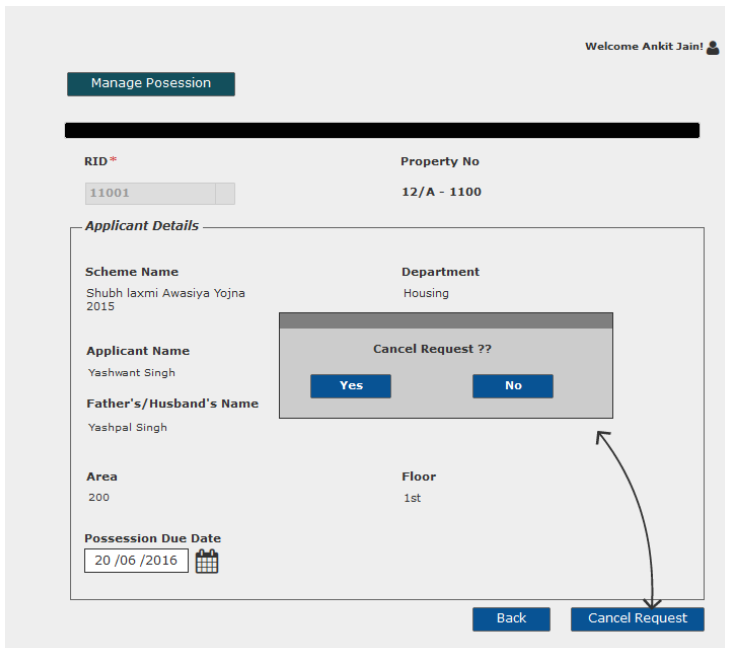 Welcome Ankit Jain!
Manage Posession
RID*
Property No
11001
12/A - 1100
Applicant Details
Scheme Name
Department
Shubh laxmi Awasiya Yojna
2015
Housing
Cancel Request ??
Yes
No
Applicant Name
Yashwant Singh
Father's/Husband's Name
Yashpal Singh
Area
Floor
200
1st
Possession Due Date
20 /06 /2016
Back
Cancel Request